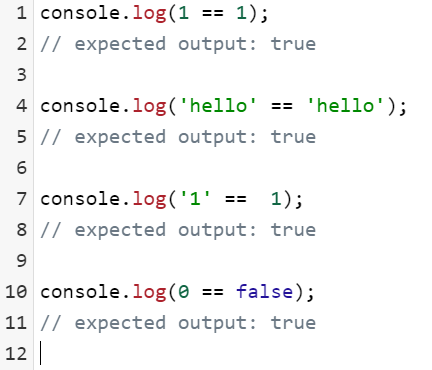 1 console.log(1 == 1);
2 // expected output: true
3
4 console.log('hello' == 'hello');
5 // expected output: true
6
7 console.log('1' ==  1);
8 // expected output: true
9
10 console.log(0 == false);
11 // expected output: true
12